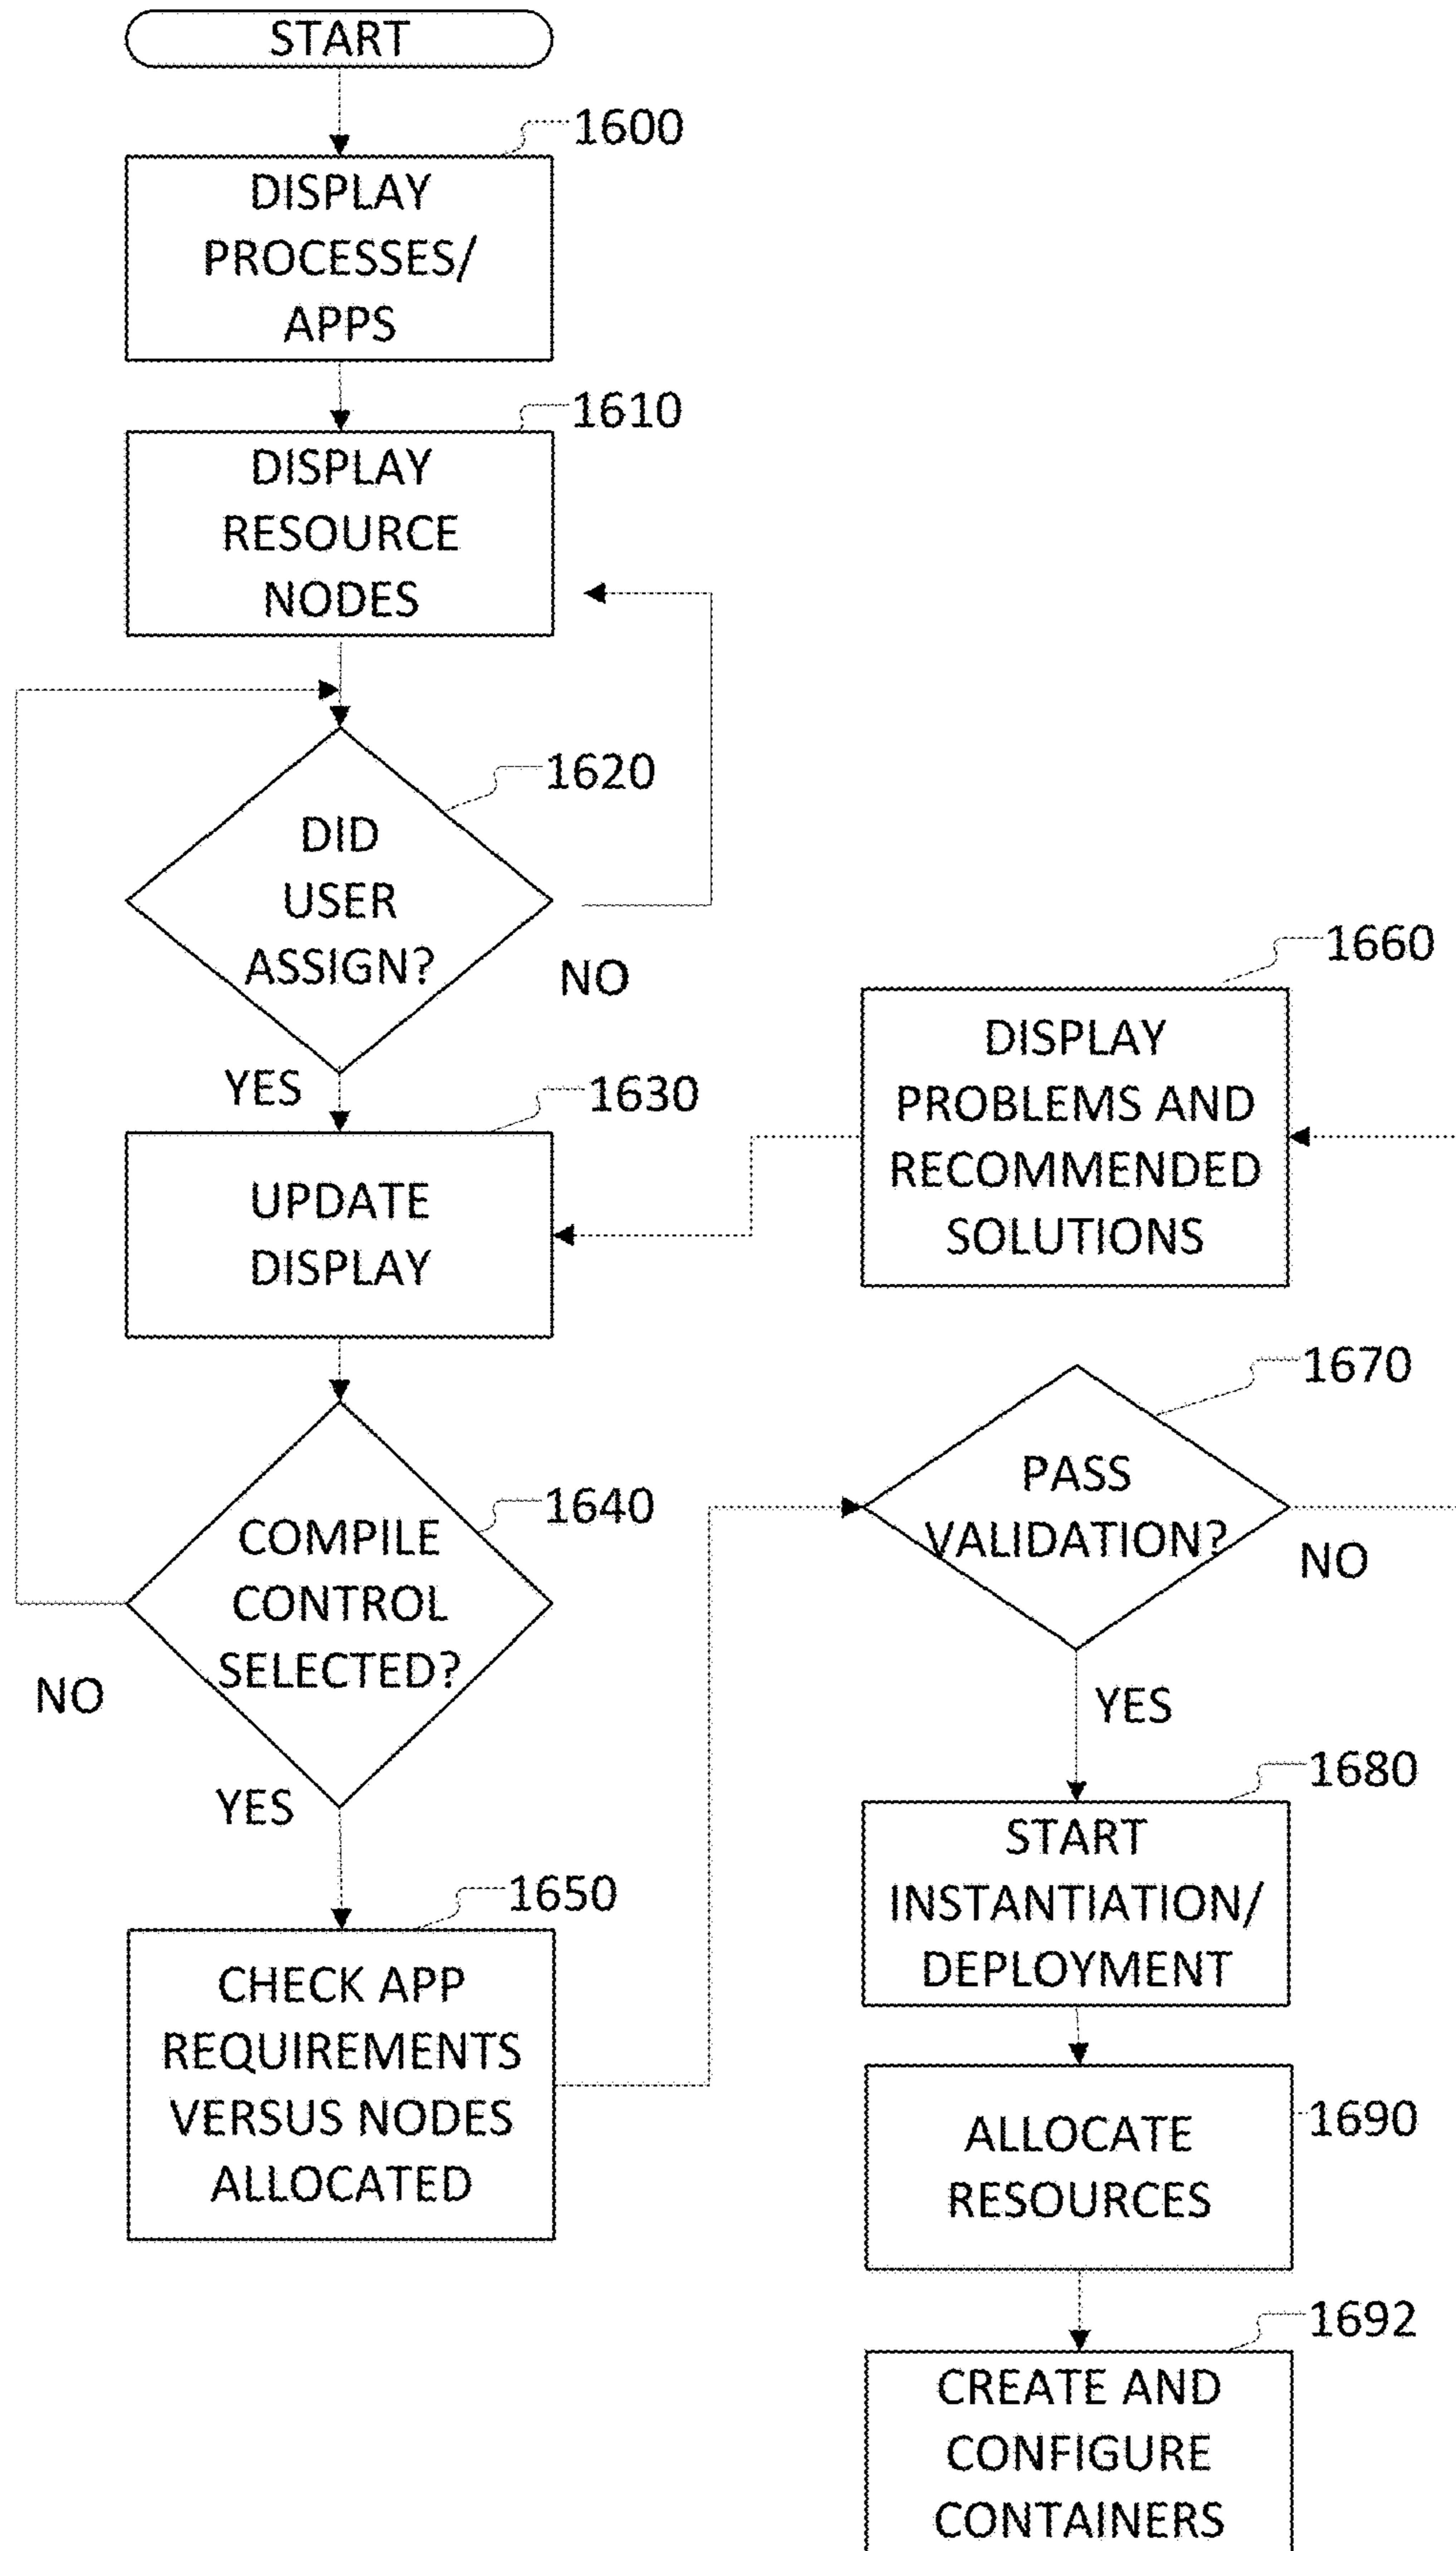 START
1600
DISPLAY
PROCESSES/
APPS
1610
DISPLAY
RESOURCE
NODES
1620
DID
USER
ASSIGN?
NO
YES
1630
UPDATE
DISPLAY
1640
COMPILE
CONTROL
SELECTED?
NO
YES
1650
CHECK APP
REQUIREMENTS
VERSUS NODES
ALLOCATED
1660
DISPLAY
PROBLEMS AND
RECOMMENDED
SOLUTIONS
1670
PASS
VALIDATION?
NO
YES
1680
START
INSTANTIATION/
DEPLOYMENT
1690
ALLOCATE
RESOURCES
1692
CREATE AND
CONFIGURE
CONTAINERS